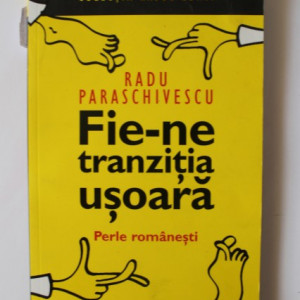 RADU
PARASCHIVESCU
Fie-ne
tranziția
ușoară
Perle românești